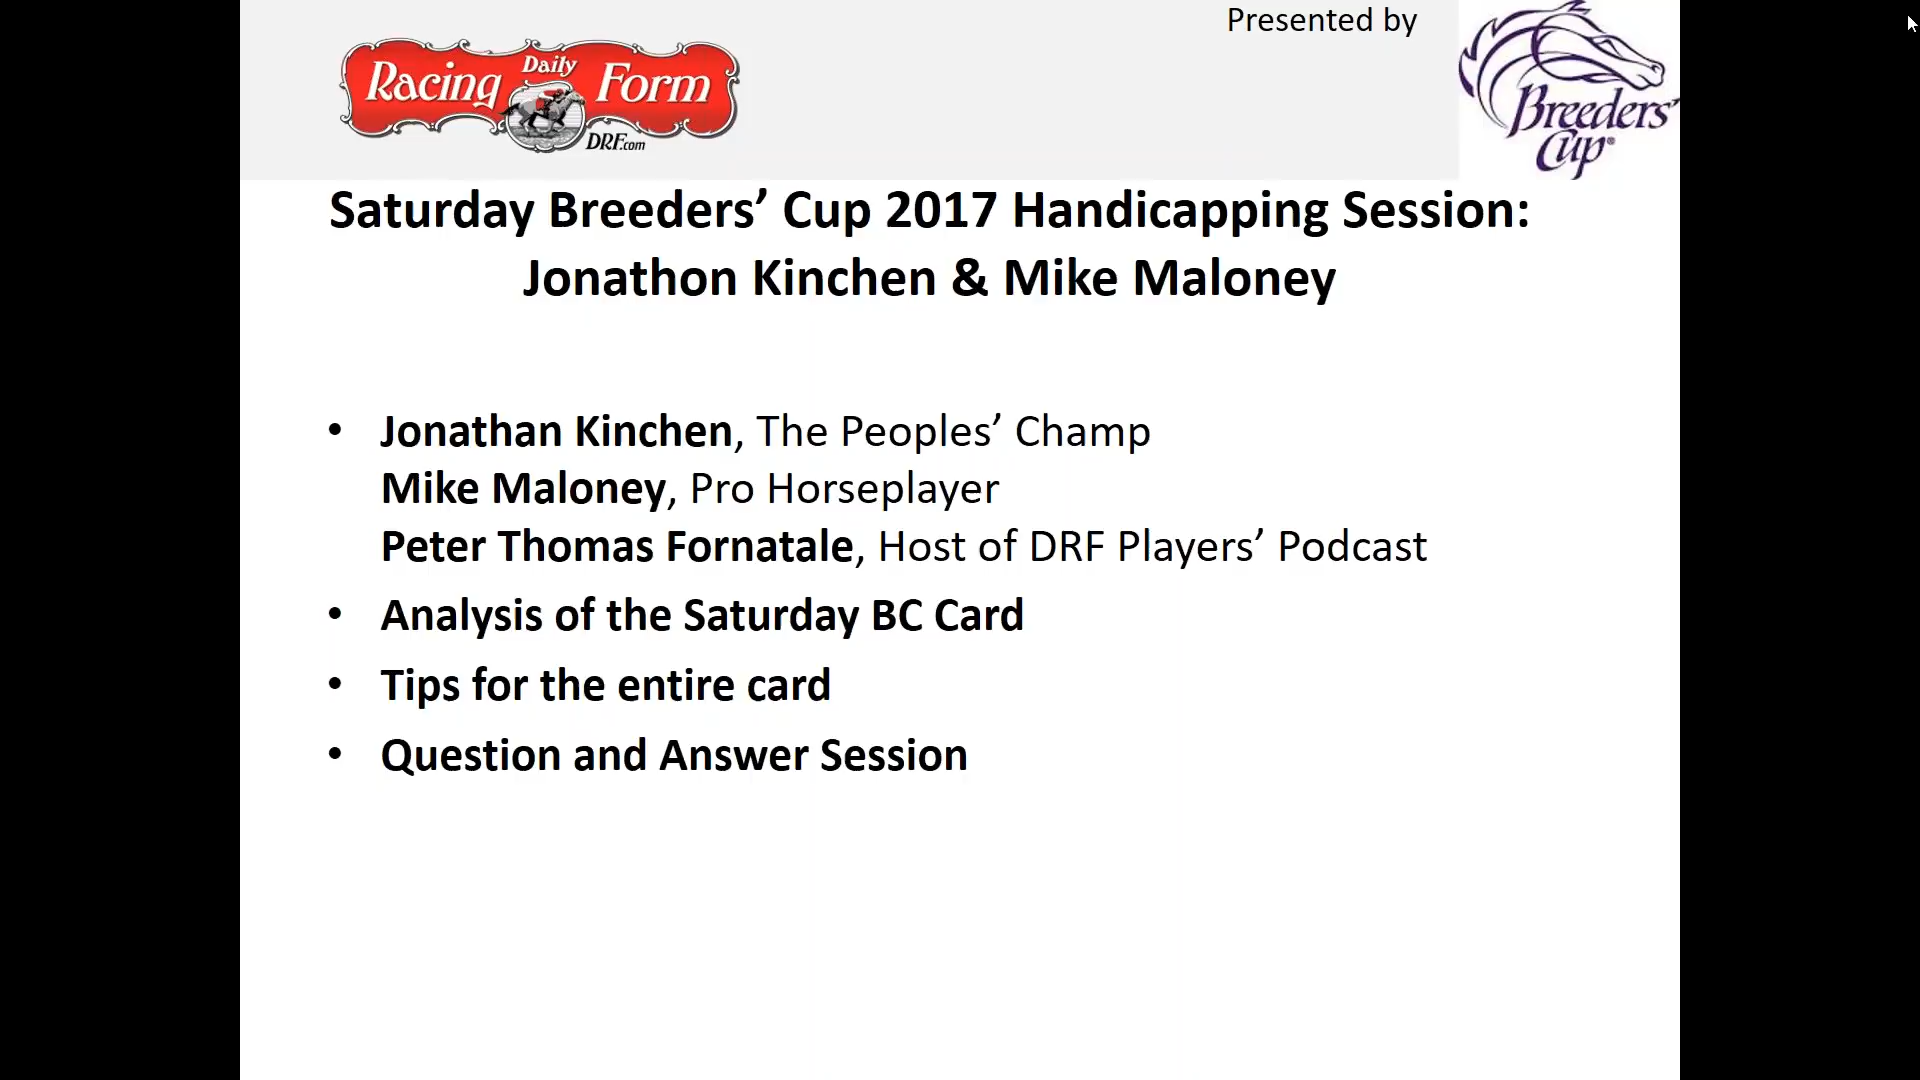 Presented by
Daily
Racing Form
DRF.com
Breeders'
Cup®
Saturday Breeders’ Cup 2017 Handicapping Session:
Jonathon Kinchen & Mike Maloney
• Jonathan Kinchen, The Peoples’ Champ
Mike Maloney, Pro Horseplayer
Peter Thomas Fornatale, Host of DRF Players’ Podcast
• Analysis of the Saturday BC Card
• Tips for the entire card
• Question and Answer Session